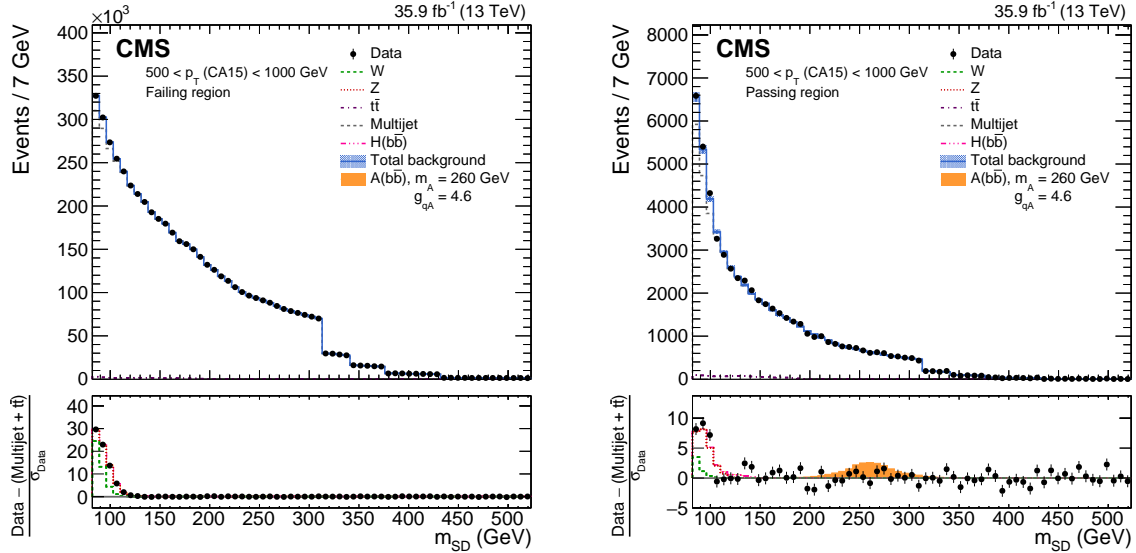 35.9 fb⁻¹ (13 TeV)
×10³
CMS
500 < p_T (CA15) < 1000 GeV
Failing region
Data
W
Z
tt̄
Multijet
H(bb̄)
Total background
A(bb̄), m_A = 260 GeV
g_qA = 4.6
Events / 7 GeV
400
350
300
250
200
150
100
50
0
Data − (Multijet + tt̄)
σ_Data
40
30
20
10
0
100 150 200 250 300 350 400 450 500
m_SD (GeV)
35.9 fb⁻¹ (13 TeV)
CMS
500 < p_T (CA15) < 1000 GeV
Passing region
Data
W
Z
tt̄
Multijet
H(bb̄)
Total background
A(bb̄), m_A = 260 GeV
g_qA = 4.6
Events / 7 GeV
8000
7000
6000
5000
4000
3000
2000
1000
0
Data − (Multijet + tt̄)
σ_Data
10
5
0
−5
100 150 200 250 300 350 400 450 500
m_SD (GeV)